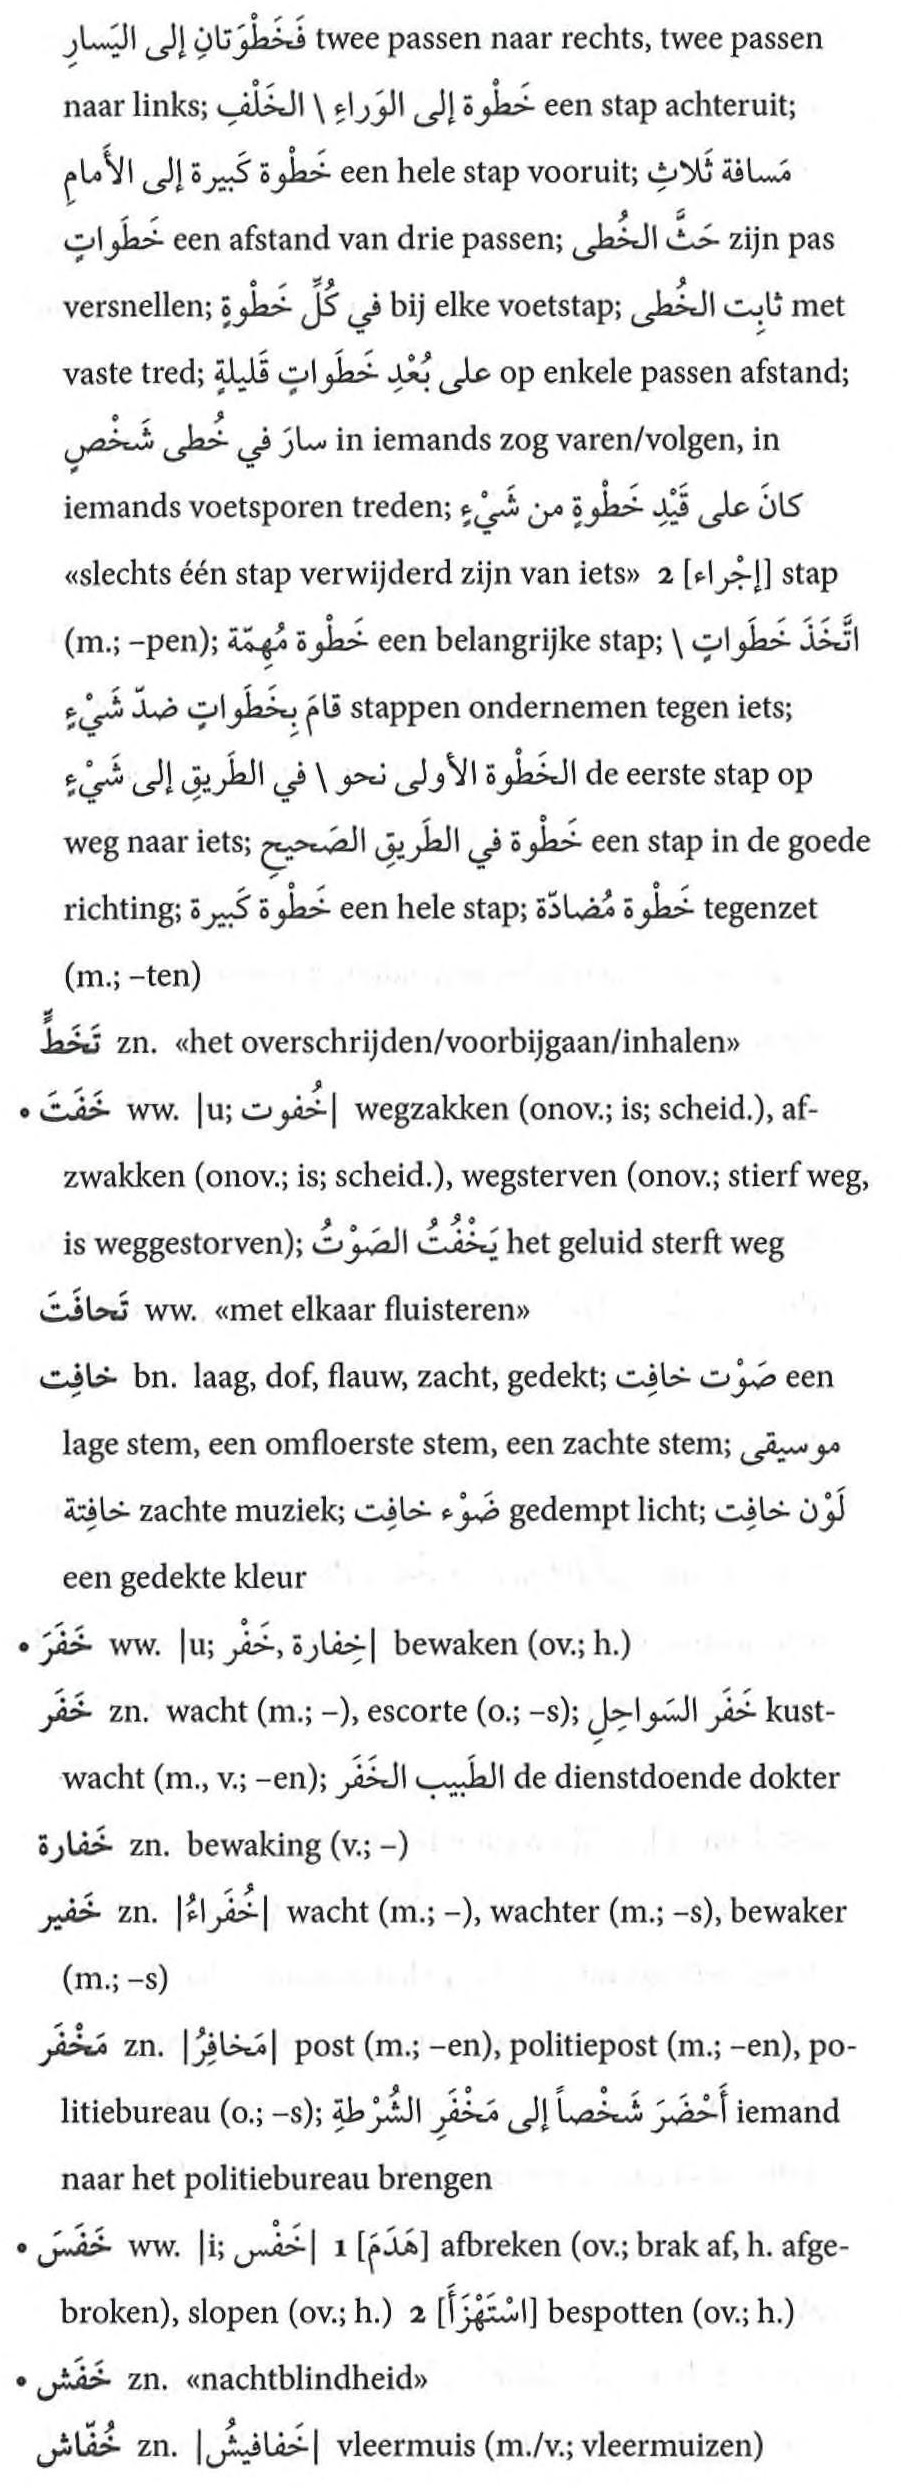 فَخَطْوَتانِ إلى اليَسارِ twee passen naar rechts, twee passen
naar links; خَطْوة إلى الوَراءِ \ الخَلْفِ een stap achteruit;
خَطْوة كَبيرة إلى الأَمامِ een hele stap vooruit; مَسافة ثَلاثِ
خَطَواتٍ een afstand van drie passen; حَثَّ الخُطى zijn pas
versnellen; في كُلِّ خَطْوةٍ bij elke voetstap; ثابِت الخُطى met
vaste tred; على بُعْدِ خَطَواتٍ قَليلةٍ op enkele passen afstand;
سارَ في خُطى شَخْصٍ in iemands zog varen/volgen, in
iemands voetsporen treden; كانَ على قَيْدِ خَطْوةٍ من شَيْءٍ
«slechts één stap verwijderd zijn van iets» 2 [إجْراء] stap
(m.; –pen); خَطْوة مُهِمّة een belangrijke stap; اتَّخَذَ خَطَواتٍ \
قامَ بِخَطَواتٍ ضدّ شَيْءٍ stappen ondernemen tegen iets;
الخَطْوة الأولى نحو \ في الطَريقِ إلى شَيْءٍ de eerste stap op
weg naar iets; خَطْوة في الطَريقِ الصَحيحِ een stap in de goede
richting; خَطْوة كَبيرة een hele stap; خَطْوة مُضادّة tegenzet
(m.; –ten)
تَخَطٍّ zn. «het overschrijden/voorbijgaan/inhalen»
• خَفَتَ ww. |u; خُفوت| wegzakken (onov.; is; scheid.), af-
zwakken (onov.; is; scheid.), wegsterven (onov.; stierf weg,
is weggestorven); يَخْفُتُ الصَوْتُ het geluid sterft weg
تَحافَتَ ww. «met elkaar fluisteren»
خافِت bn. laag, dof, flauw, zacht, gedekt; صَوْت خافِت een
lage stem, een omfloerste stem, een zachte stem; موسيقى
خافِتة zachte muziek; ضَوْء خافِت gedempt licht; لَوْن خافِت
een gedekte kleur
• خَفَرَ ww. |u; خَفْر, خِفارة| bewaken (ov.; h.)
خَفَر zn. wacht (m.; –), escorte (o.; –s); خَفَر السَواحِلِ kust-
wacht (m., v.; –en); الطَبيب الخَفَر de dienstdoende dokter
خَفارة zn. bewaking (v.; –)
خَفير zn. |خُفَراءُ| wacht (m.; –), wachter (m.; –s), bewaker
(m.; –s)
مَخْفَر zn. |مَخافِرُ| post (m.; –en), politiepost (m.; –en), po-
litiebureau (o.; –s); أَحْضَرَ شَخْصاً إلى مَخْفَرِ الشُرْطةِ iemand
naar het politiebureau brengen
• خَفَسَ ww. |i; خَفْس| 1 [هَدَمَ] afbreken (ov.; brak af, h. afge-
broken), slopen (ov.; h.) 2 [اسْتَهْزَأَ] bespotten (ov.; h.)
• خَفَش zn. «nachtblindheid»
خُفّاش zn. |خَفافيشُ| vleermuis (m./v.; vleermuizen)